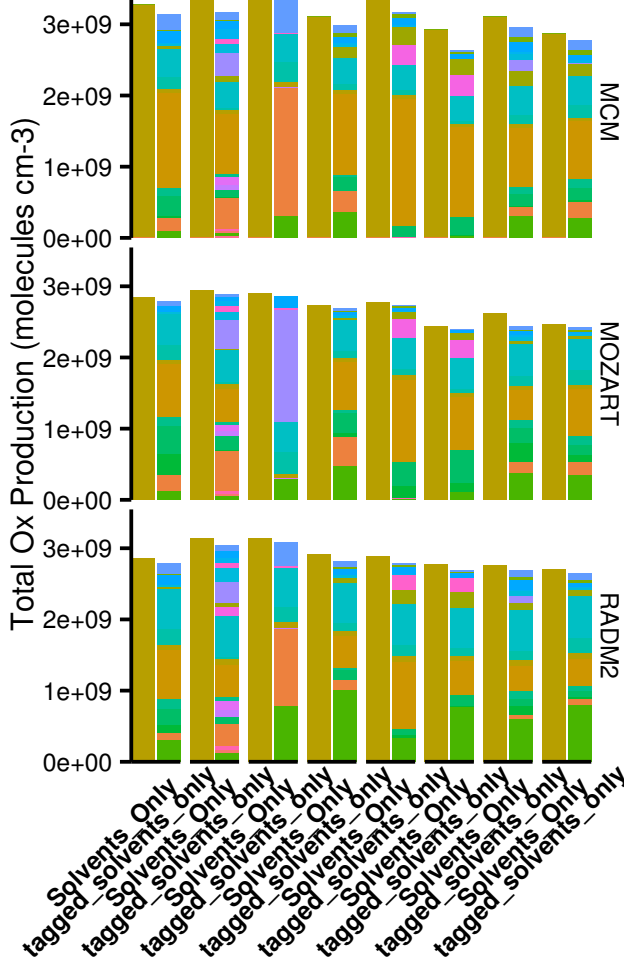 Total Ox Production (molecules cm-3)
3e+09
2e+09
1e+09
0e+00
MCM
3e+09
2e+09
1e+09
0e+00
MOZART
3e+09
2e+09
1e+09
0e+00
RADM2
Solvents_Only
tagged_solvents_only
Solvents_Only
tagged_solvents_only
Solvents_Only
tagged_solvents_only
Solvents_Only
tagged_solvents_only
Solvents_Only
tagged_solvents_only
Solvents_Only
tagged_solvents_only
Solvents_Only
tagged_solvents_only
Solvents_Only
tagged_solvents_only